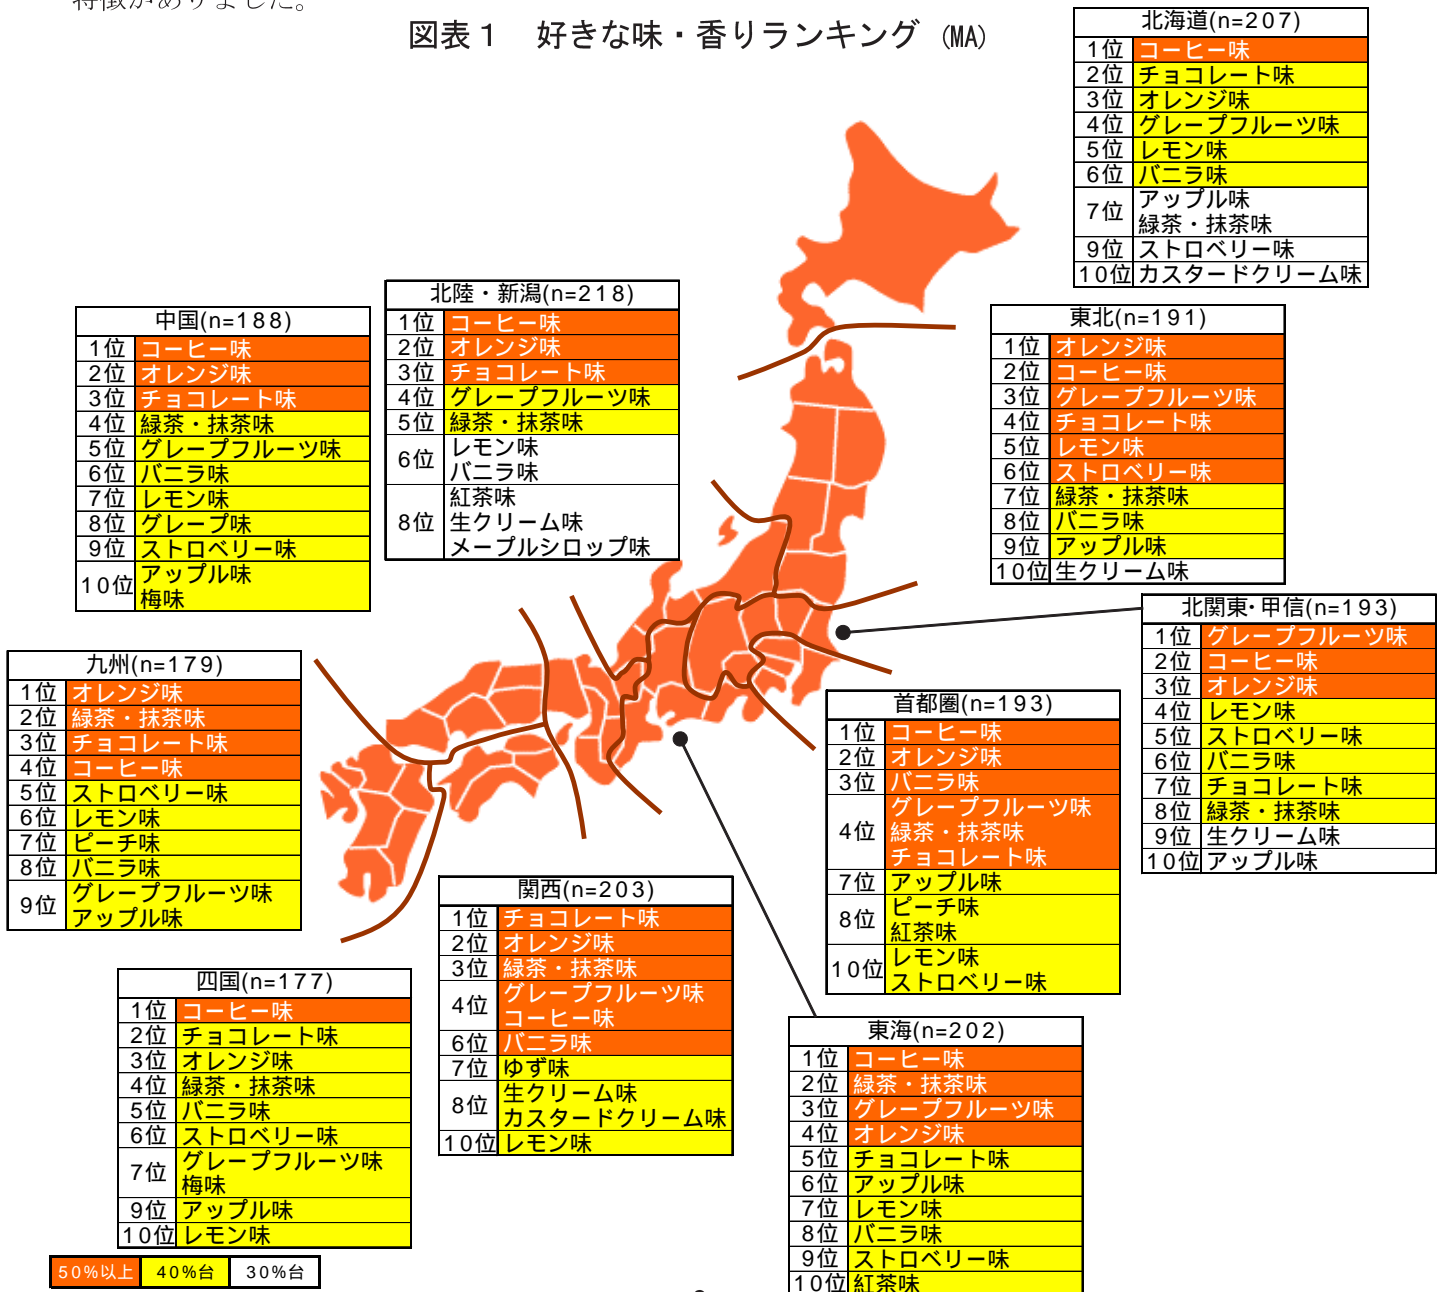 特徴がありました。
図表１　好きな味・香りランキング (MA)
北海道(n=207)
1位 コーヒー味
2位 チョコレート味
3位 オレンジ味
4位 グレープフルーツ味
5位 レモン味
6位 バニラ味
7位 アップル味
緑茶・抹茶味
9位 ストロベリー味
10位 カスタードクリーム味
北陸・新潟(n=218)
1位 コーヒー味
2位 オレンジ味
3位 チョコレート味
4位 グレープフルーツ味
5位 緑茶・抹茶味
6位 レモン味
バニラ味
8位 紅茶味
生クリーム味
メープルシロップ味
中国(n=188)
1位 コーヒー味
2位 オレンジ味
3位 チョコレート味
4位 緑茶・抹茶味
5位 グレープフルーツ味
6位 バニラ味
7位 レモン味
8位 グレープ味
9位 ストロベリー味
10位 アップル味
梅味
東北(n=191)
1位 オレンジ味
2位 コーヒー味
3位 グレープフルーツ味
4位 チョコレート味
5位 レモン味
6位 ストロベリー味
7位 緑茶・抹茶味
8位 バニラ味
9位 アップル味
10位 生クリーム味
北関東・甲信(n=193)
1位 グレープフルーツ味
2位 コーヒー味
3位 オレンジ味
4位 レモン味
5位 ストロベリー味
6位 バニラ味
7位 チョコレート味
8位 緑茶・抹茶味
9位 生クリーム味
10位 アップル味
九州(n=179)
1位 オレンジ味
2位 緑茶・抹茶味
3位 チョコレート味
4位 コーヒー味
5位 ストロベリー味
6位 レモン味
7位 ピーチ味
8位 バニラ味
9位 グレープフルーツ味
アップル味
首都圏(n=193)
1位 コーヒー味
2位 オレンジ味
3位 バニラ味
4位 グレープフルーツ味
緑茶・抹茶味
チョコレート味
7位 アップル味
8位 ピーチ味
紅茶味
10位 レモン味
ストロベリー味
関西(n=203)
1位 チョコレート味
2位 オレンジ味
3位 緑茶・抹茶味
4位 グレープフルーツ味
コーヒー味
6位 バニラ味
7位 ゆず味
8位 生クリーム味
カスタードクリーム味
10位 レモン味
四国(n=177)
1位 コーヒー味
2位 チョコレート味
3位 オレンジ味
4位 緑茶・抹茶味
5位 バニラ味
6位 ストロベリー味
7位 グレープフルーツ味
梅味
9位 アップル味
10位 レモン味
東海(n=202)
1位 コーヒー味
2位 緑茶・抹茶味
3位 グレープフルーツ味
4位 オレンジ味
5位 チョコレート味
6位 アップル味
7位 レモン味
8位 バニラ味
9位 ストロベリー味
10位 紅茶味
50%以上 40%台 30%台